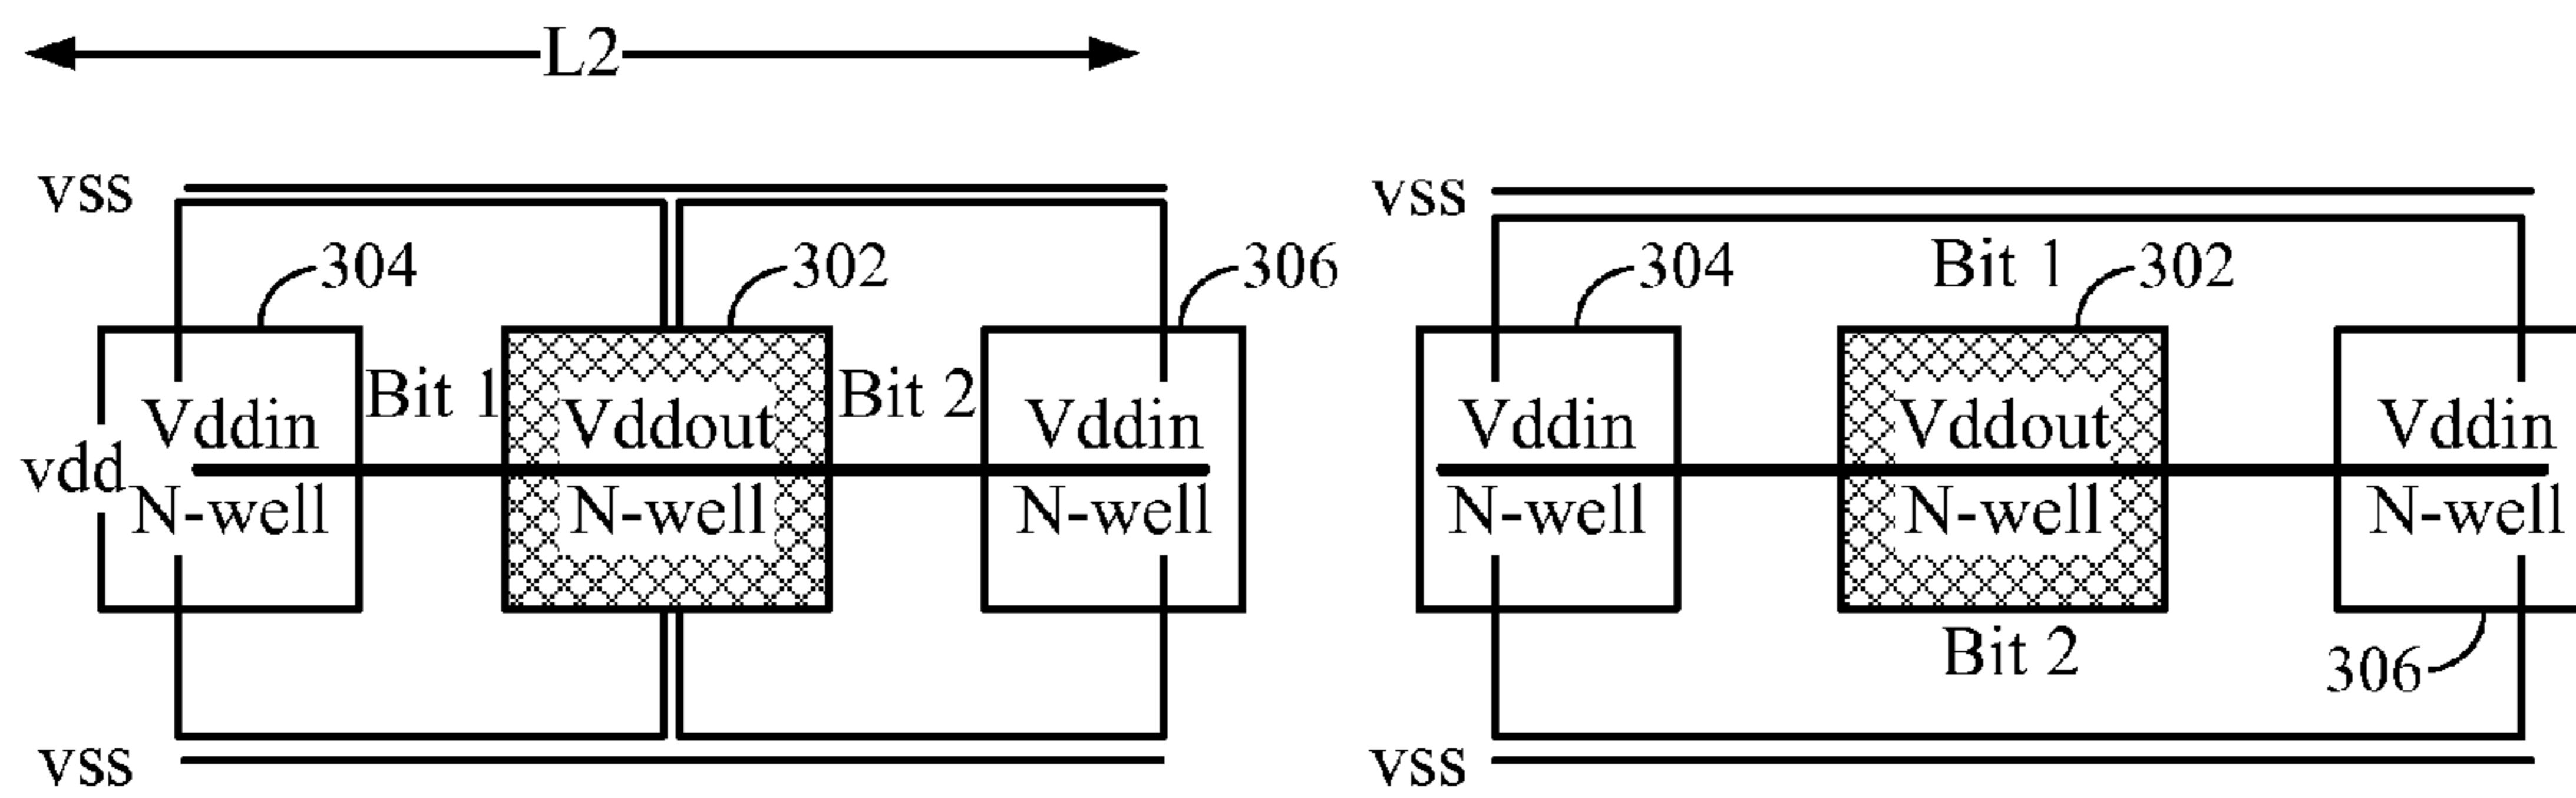 L2
vss vss
304 302 306 304 Bit 1 302
Bit 1 Bit 2
Vddin Vddout Vddin Vddin Vddout Vddin
vdd
N-well N-well N-well N-well N-well N-well
Bit 2
306
vss vss